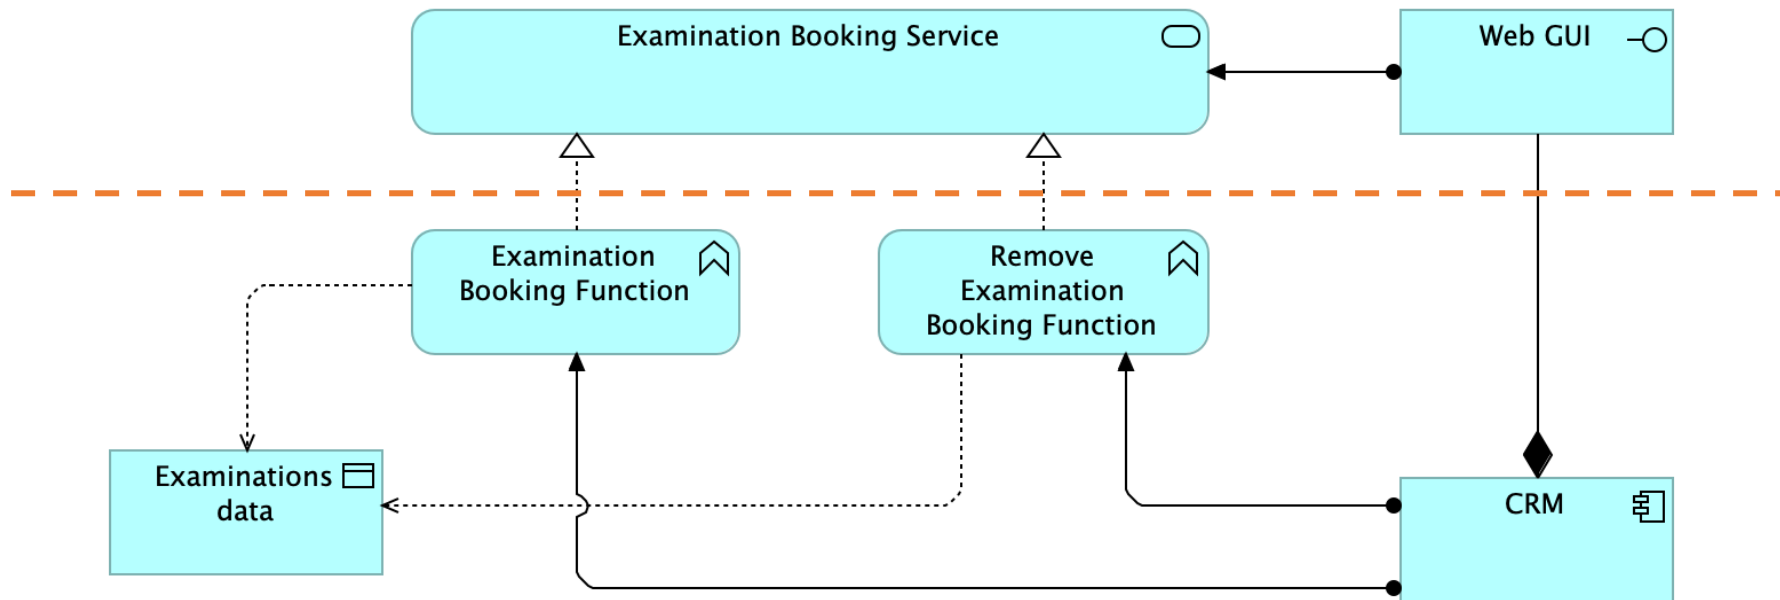 Examination Booking Service
Web GUI
Examination
Booking Function
Remove
Examination
Booking Function
Examinations
data
CRM